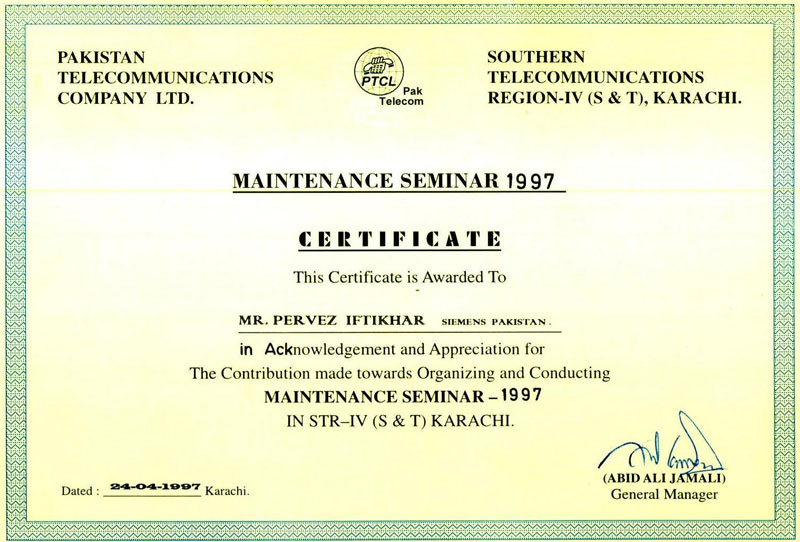 PAKISTAN
TELECOMMUNICATIONS
COMPANY LTD.
PTCL
Pak
Telecom
SOUTHERN
TELECOMMUNICATIONS
REGION-IV (S & T), KARACHI.
MAINTENANCE SEMINAR 1997
CERTIFICATE
This Certificate is Awarded To
MR. PERVEZ IFTIKHAR SIEMENS PAKISTAN.
in Acknowledgement and Appreciation for
The Contribution made towards Organizing and Conducting
MAINTENANCE SEMINAR – 1997
IN STR–IV (S & T) KARACHI.
(ABID ALI JAMALI)
General Manager
Dated : 24-04-1997 Karachi.